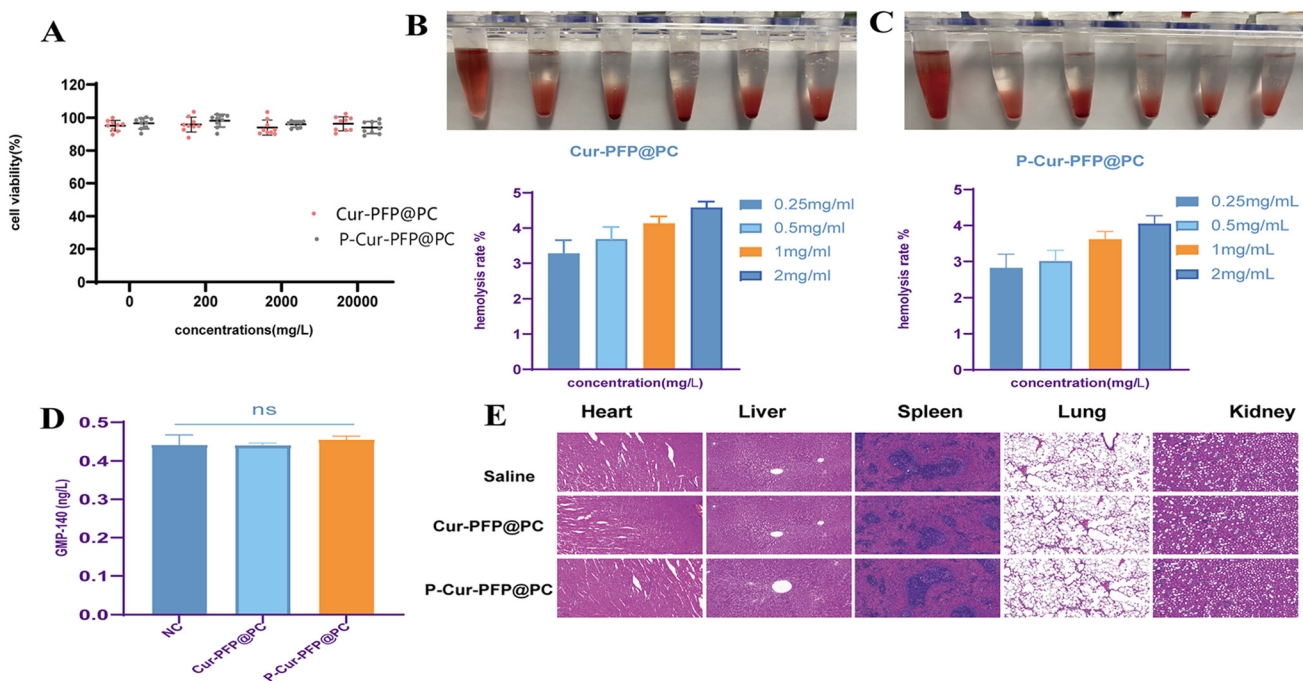 A
cell viability(%)
120
100
80
60
40
20
0
0
200
2000
20000
concentrations(mg/L)
Cur-PFP@PC
P-Cur-PFP@PC
B
Cur-PFP@PC
hemolysis rate %
5
4
3
2
1
0
concentration(mg/L)
0.25mg/ml
0.5mg/ml
1mg/ml
2mg/ml
C
P-Cur-PFP@PC
hemolysis rate %
5
4
3
2
1
0
concentration(mg/L)
0.25mg/mL
0.5mg/mL
1mg/mL
2mg/mL
D
GMP-140 (ng/L)
0.5
0.4
0.3
0.2
0.1
0.0
ns
NC
Cur-PFP@PC
P-Cur-PFP@PC
E
Heart Liver Spleen Lung Kidney
Saline
Cur-PFP@PC
P-Cur-PFP@PC